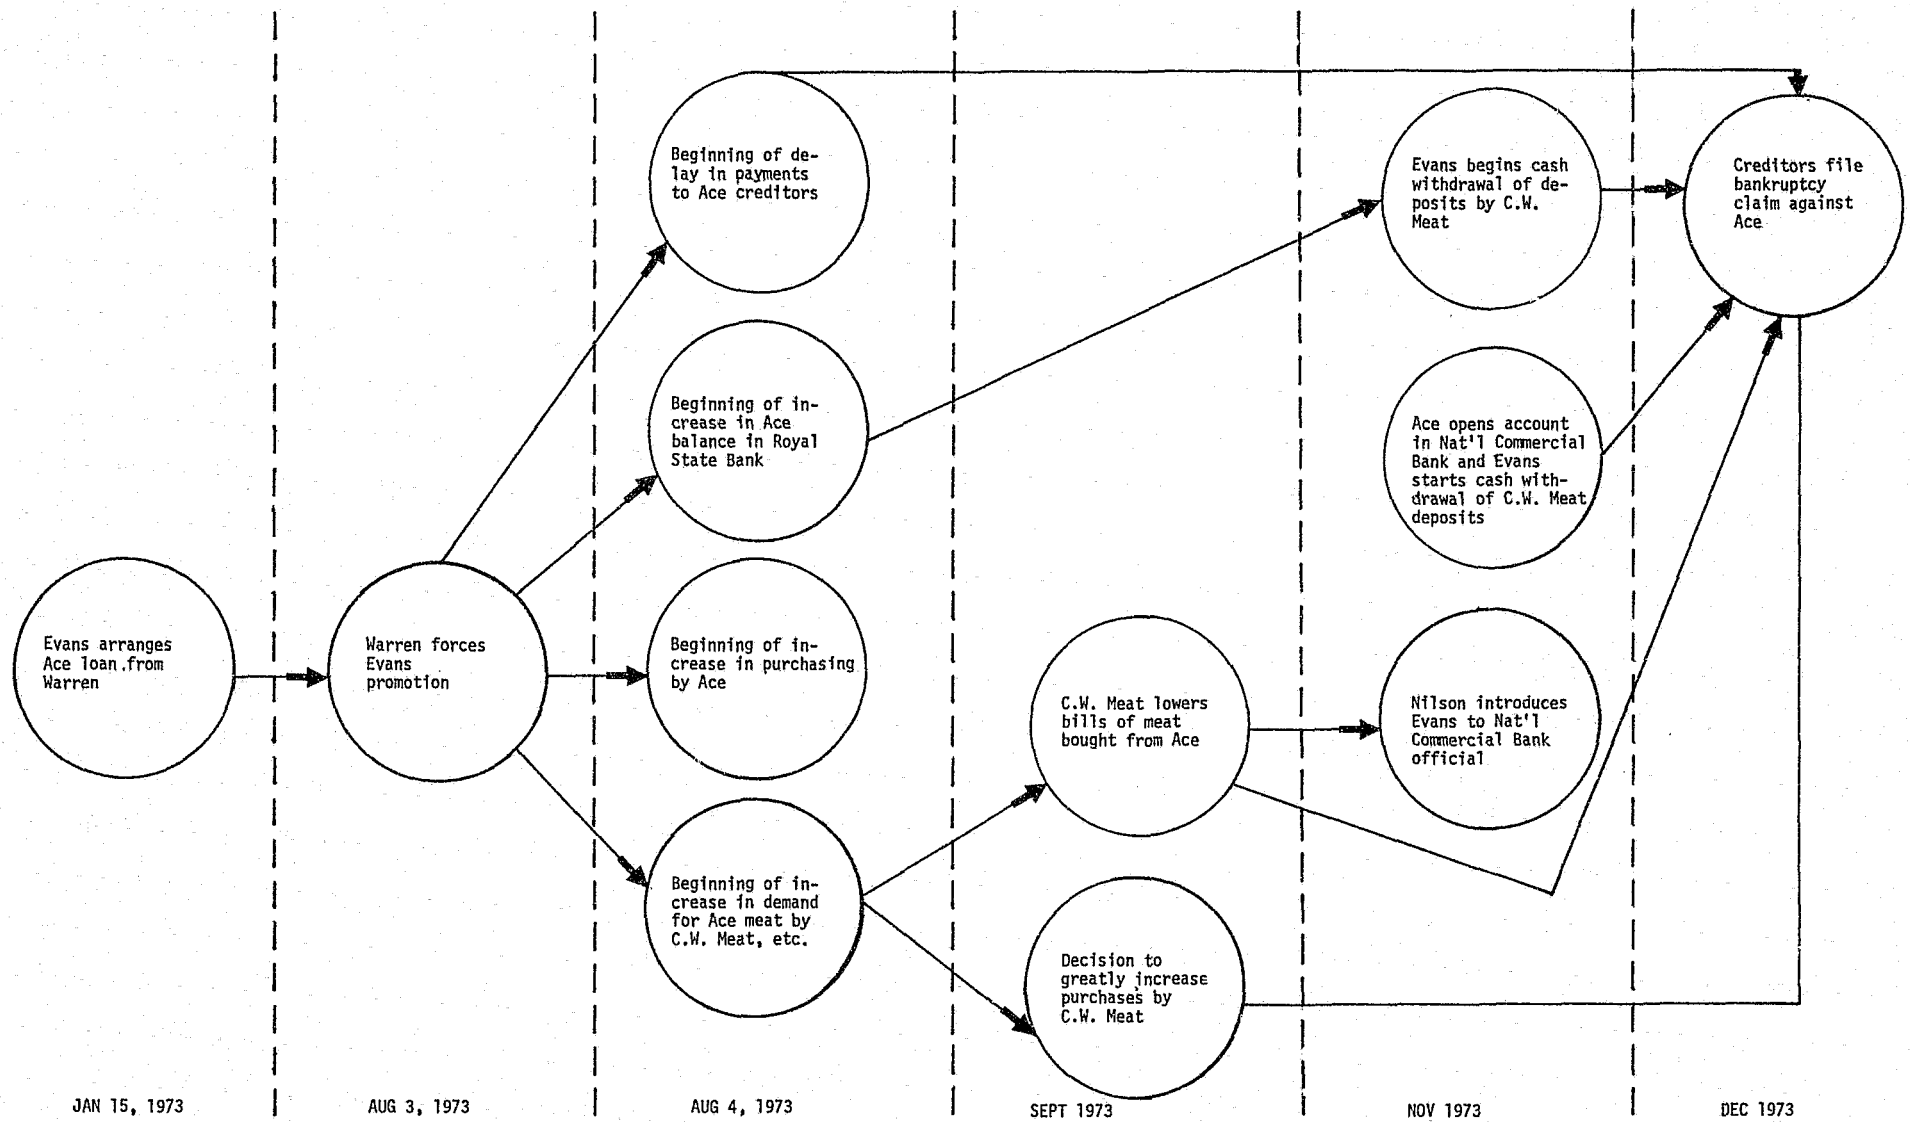 Beginning of de-
lay in payments
to Ace creditors
Evans begins cash
withdrawal of de-
posits by C.W.
Meat
Creditors file
bankruptcy
claim against
Ace
Beginning of in-
crease in Ace
balance in Royal
State Bank
Ace opens account
in Nat'l Commercial
Bank and Evans
starts cash with-
drawal of C.W. Meat
deposits
Evans arranges
Ace loan from
Warren
Warren forces
Evans
promotion
Beginning of in-
crease in purchasing
by Ace
C.W. Meat lowers
bills of meat
bought from Ace
Nilson introduces
Evans to Nat'l
Commercial Bank
official
Beginning of in-
crease in demand
for Ace meat by
C.W. Meat, etc.
Decision to
greatly increase
purchases by
C.W. Meat
JAN 15, 1973
AUG 3, 1973
AUG 4, 1973
SEPT 1973
NOV 1973
DEC 1973